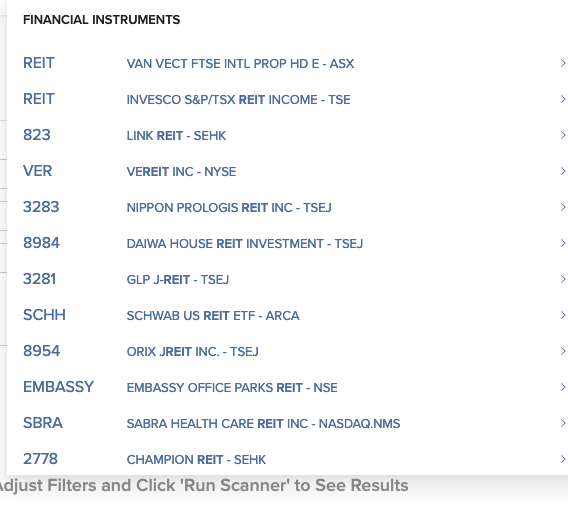 FINANCIAL INSTRUMENTS
REIT VAN VECT FTSE INTL PROP HD E - ASX
REIT INVESCO S&P/TSX REIT INCOME - TSE
823 LINK REIT - SEHK
VER VEREIT INC - NYSE
3283 NIPPON PROLOGIS REIT INC - TSEJ
8984 DAIWA HOUSE REIT INVESTMENT - TSEJ
3281 GLP J-REIT - TSEJ
SCHH SCHWAB US REIT ETF - ARCA
8954 ORIX JREIT INC. - TSEJ
EMBASSY EMBASSY OFFICE PARKS REIT - NSE
SBRA SABRA HEALTH CARE REIT INC - NASDAQ.NMS
2778 CHAMPION REIT - SEHK
Adjust Filters and Click 'Run Scanner' to See Results